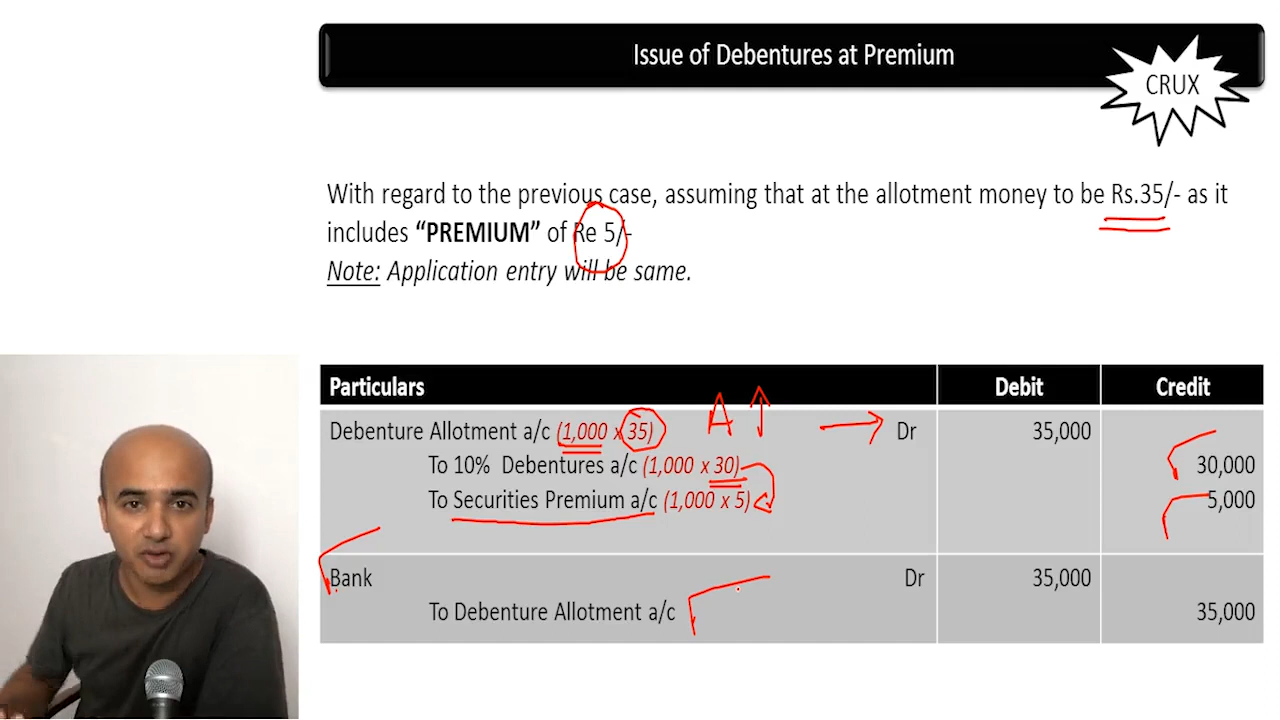 Issue of Debentures at Premium
CRUX
With regard to the previous case, assuming that at the allotment money to be Rs.35/- as it
includes “PREMIUM” of Re 5/-
Note: Application entry will be same.
Particulars Debit Credit
Debenture Allotment a/c (1,000 x 35) A ↑ → Dr 35,000
To 10% Debentures a/c (1,000 x 30) 30,000
To Securities Premium a/c (1,000 x 5) 5,000
Bank Dr 35,000
To Debenture Allotment a/c 35,000